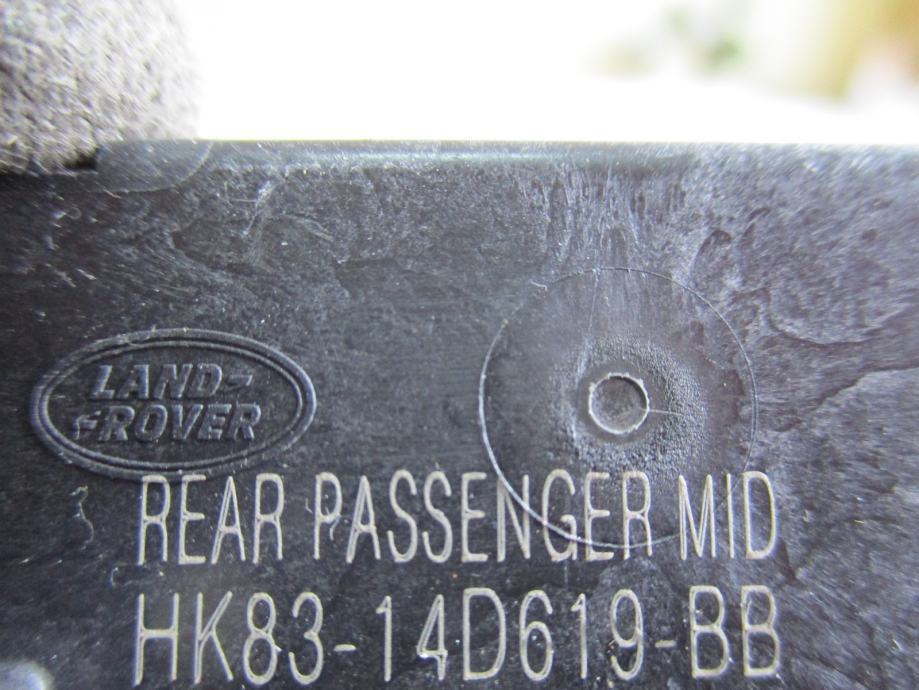 LAND-
ROVER
REAR PASSENGER MID
HK83-14D619-BB